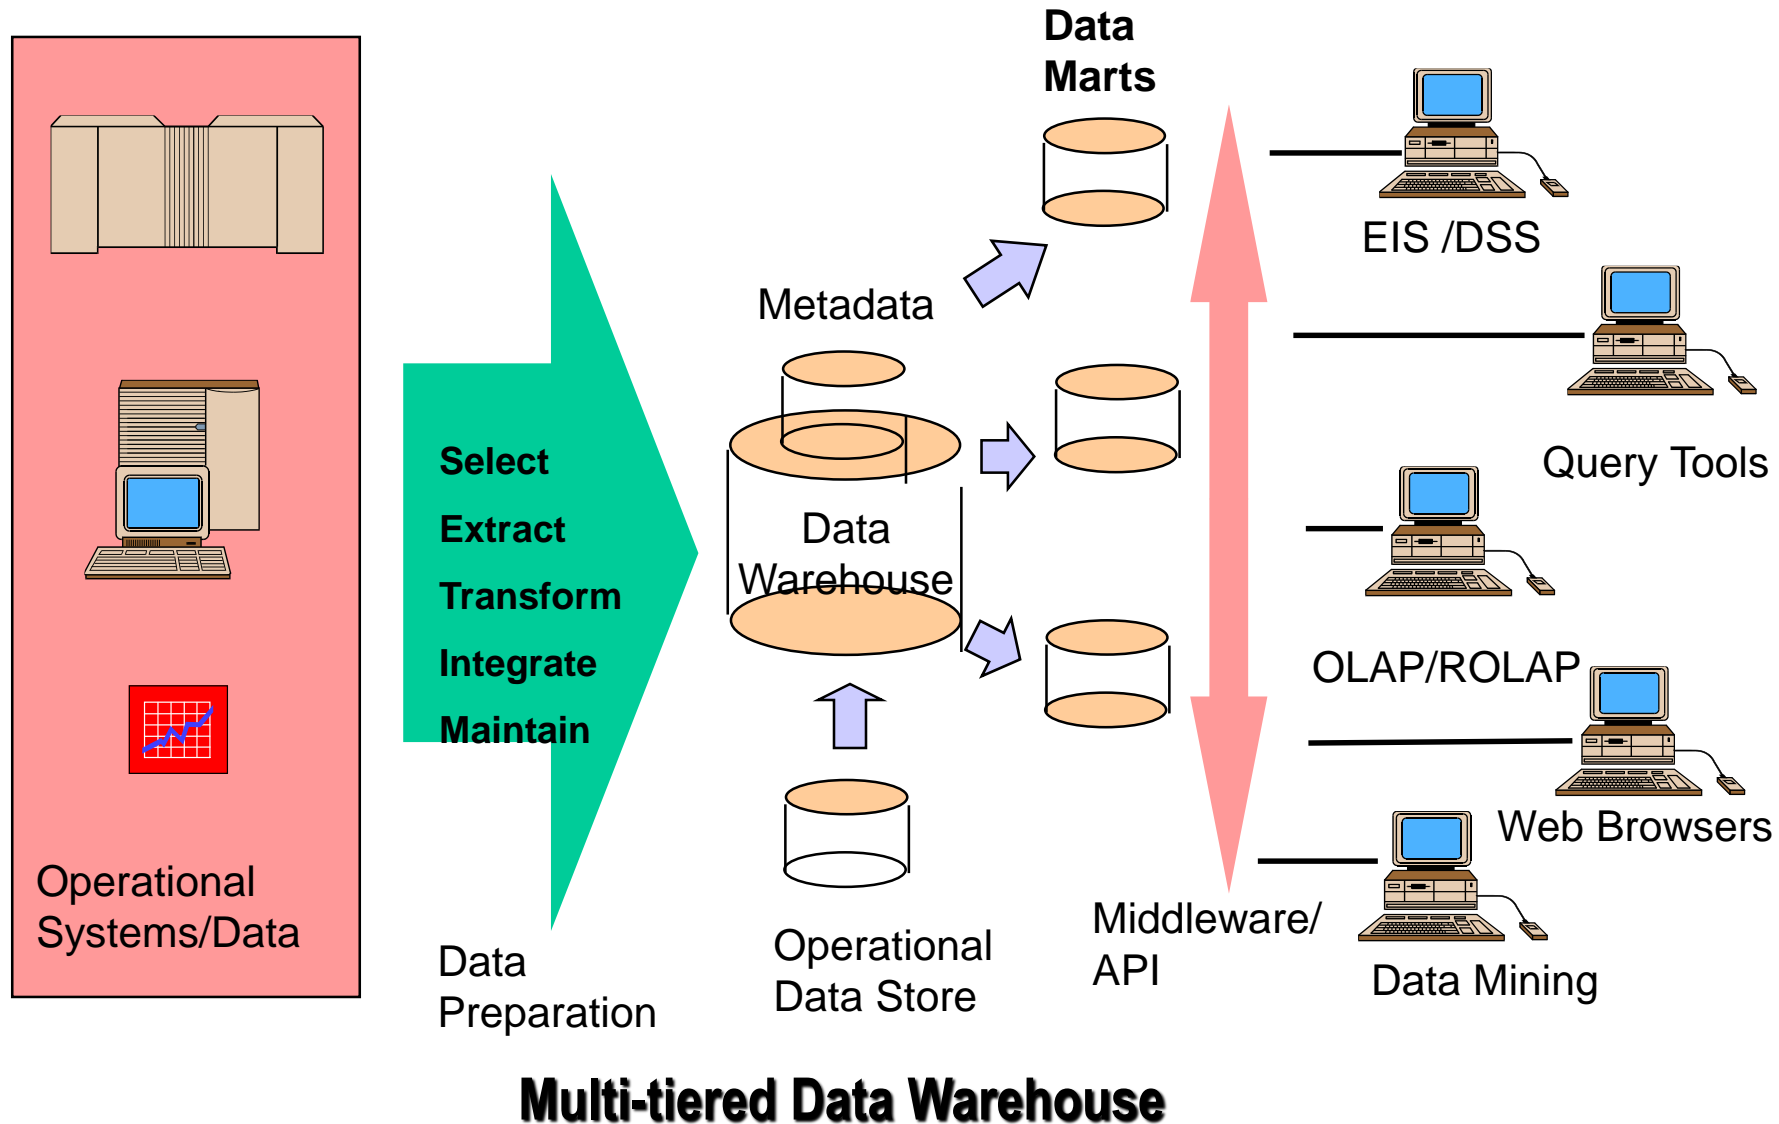 Data
Marts
EIS /DSS
Metadata
Query Tools
Select
Extract
Transform
Integrate
Maintain
Data
Warehouse
OLAP/ROLAP
Web Browsers
Operational
Systems/Data
Data
Preparation
Operational
Data Store
Middleware/
API
Data Mining
Multi-tiered Data Warehouse